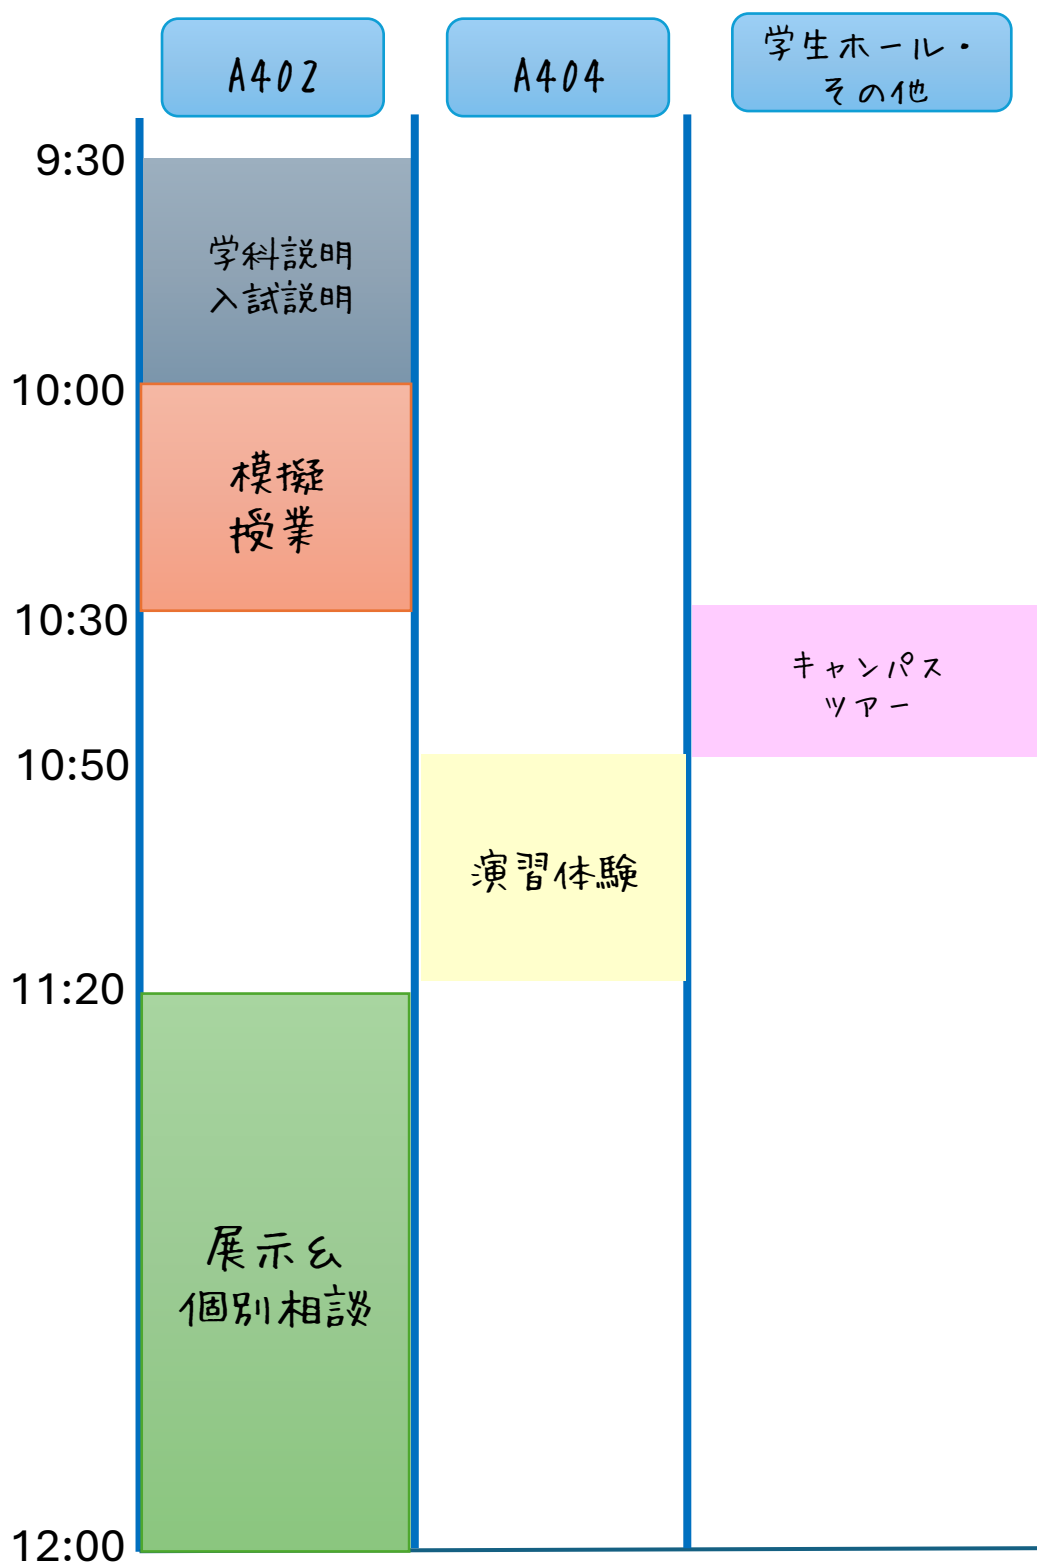 A402
A404
学生ホール・
その他
9:30
学科説明
入試説明
10:00
模擬
授業
10:30
キャンパス
ツアー
10:50
演習体験
11:20
展示&
個別相談
12:00